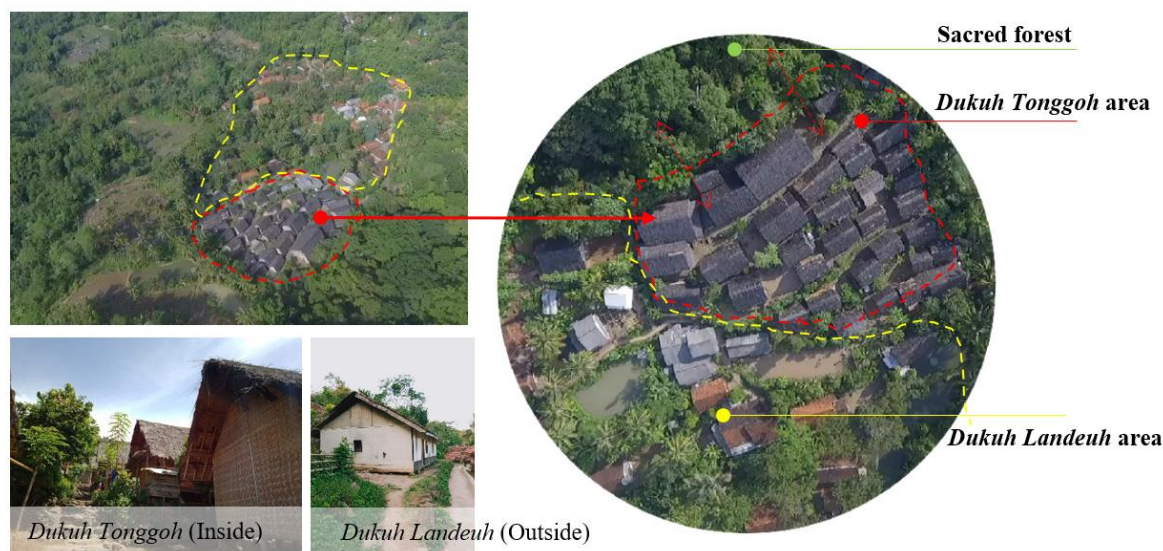 Sacred forest
Dukuh Tonggoh area
Dukuh Landeuh area
Dukuh Tonggoh (Inside)
Dukuh Landeuh (Outside)